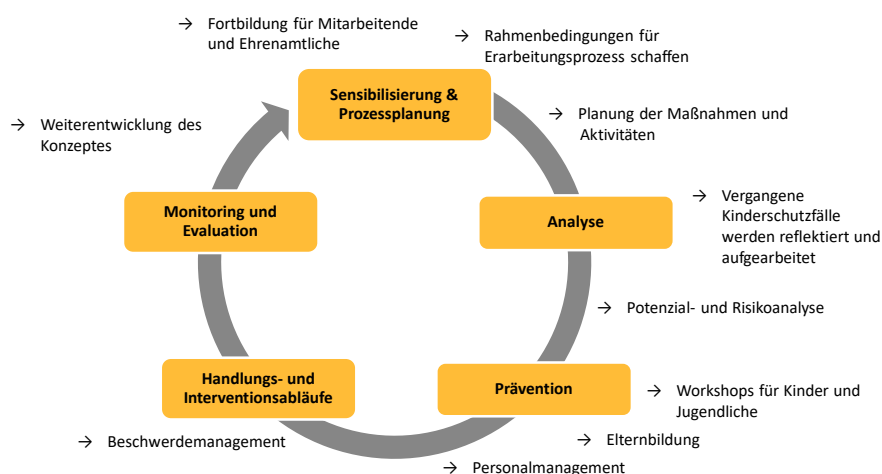 → Fortbildung für Mitarbeitende
und Ehrenamtliche
→ Rahmenbedingungen für
Erarbeitungsprozess schaffen
Sensibilisierung &
Prozessplanung
→ Planung der Maßnahmen und
Aktivitäten
→ Weiterentwicklung des
Konzeptes
Monitoring und
Evaluation
Analyse
→ Vergangene
Kinderschutzfälle
werden reflektiert und
aufgearbeitet
→ Potenzial- und Risikoanalyse
Handlungs- und
Interventionsabläufe
Prävention
→ Workshops für Kinder und
Jugendliche
→ Beschwerdemanagement
→ Elternbildung
→ Personalmanagement